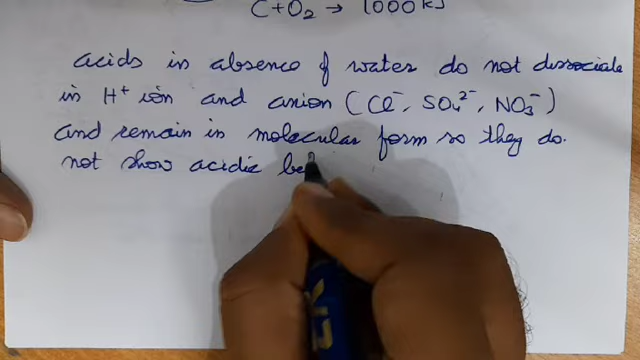 C + O₂ → 1000 kJ
acids in absence of water do not dissociate
in H⁺ ion and anion (Cl⁻, SO₄²⁻, NO₃⁻)
and remain in molecular form so they do.
not show acidic be